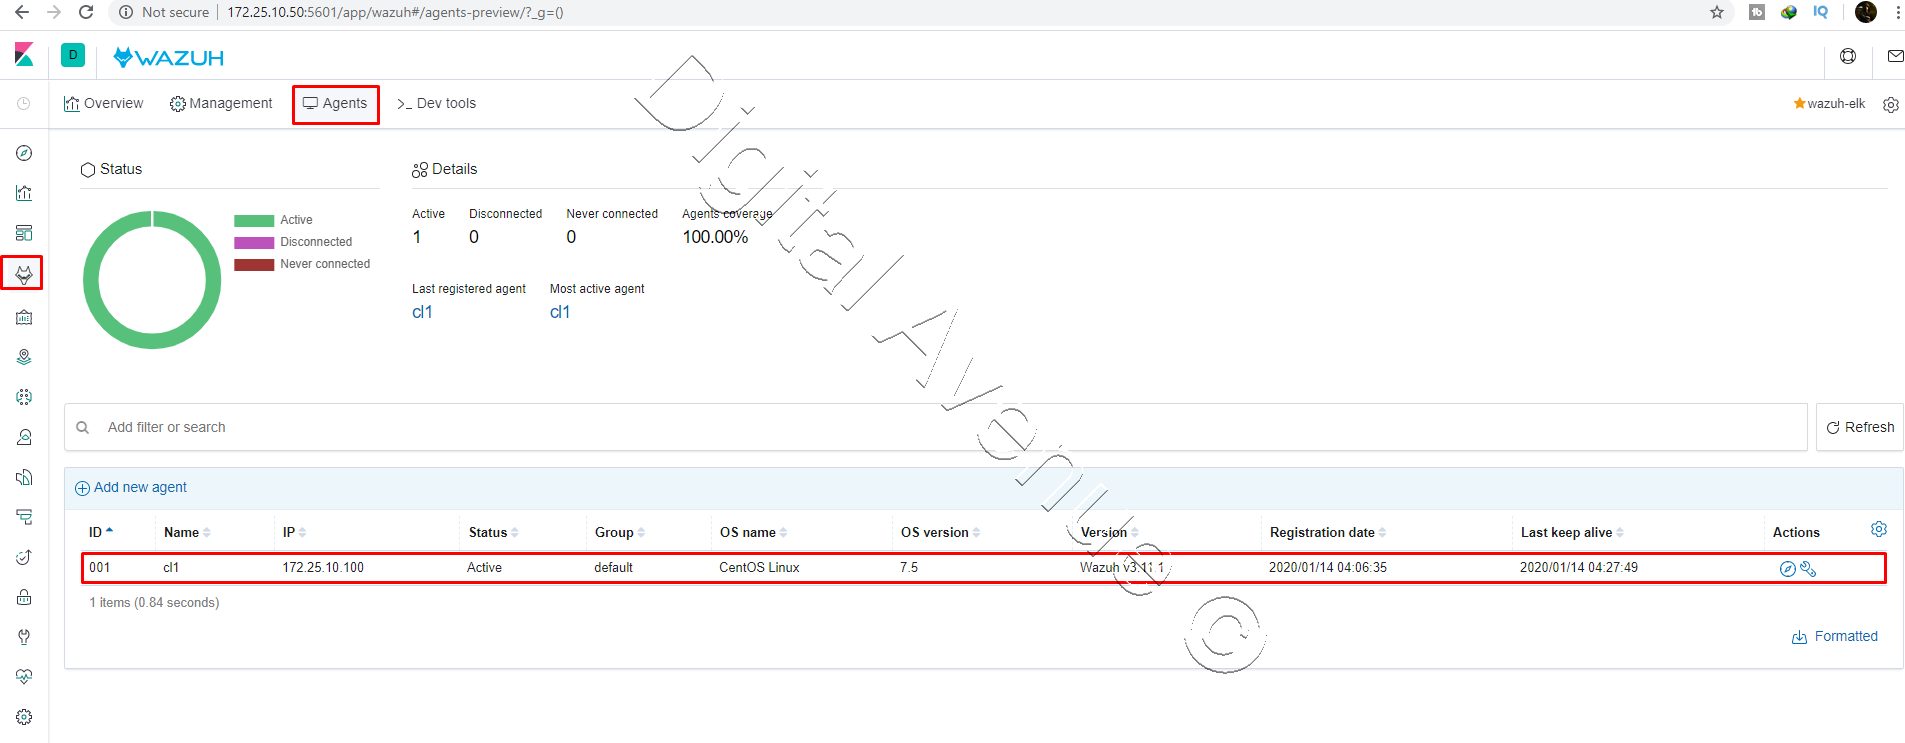 Not secure | 172.25.10.50:5601/app/wazuh#/agents-preview/?_g=()
tb IQ
D WAZUH
Overview Management Agents >_ Dev tools wazuh-elk
Status
Active
Disconnected
Never connected
Details
Active Disconnected Never connected Agents coverage
1 0 0 100.00%
Last registered agent Most active agent
cl1 cl1
Add filter or search Refresh
Add new agent
ID Name IP Status Group OS name OS version Version Registration date Last keep alive Actions
001 cl1 172.25.10.100 Active default CentOS Linux 7.5 Wazuh v3.11.1 2020/01/14 04:06:35 2020/01/14 04:27:49
1 items (0.84 seconds)
Formatted
Digital Avenue ©